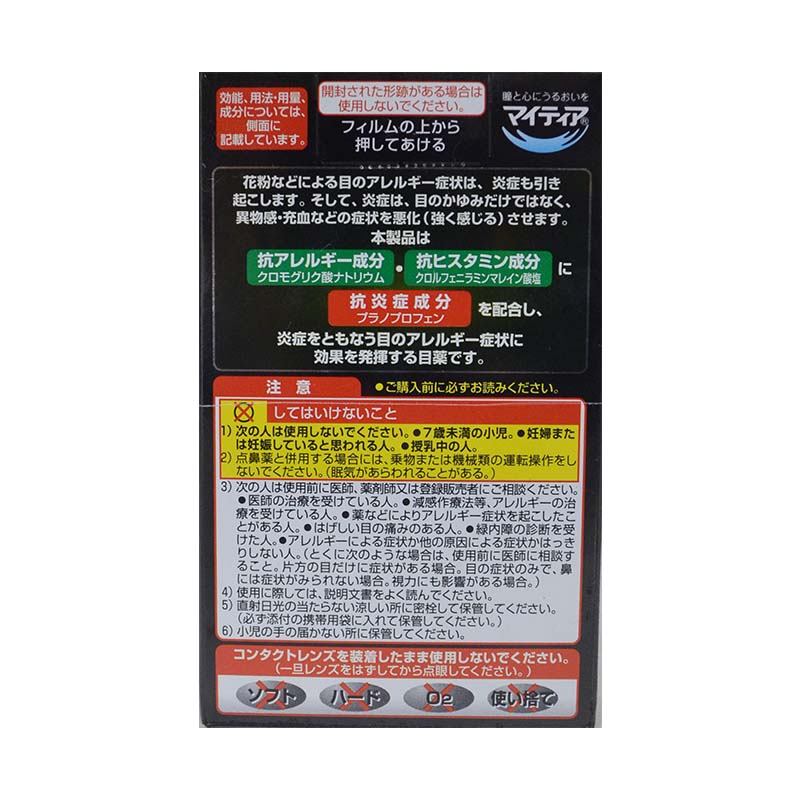 効能、用法・用量、
成分については、
側面に
記載しています。
開封された形跡がある場合は
使用しないでください。
フィルムの上から
押してあける
瞳と心にうるおいを
マイティア®
花粉などによる目のアレルギー症状は、炎症も引き
起こします。そして、炎症は、目のかゆみだけではなく、
異物感・充血などの症状を悪化(強く感じる)させます。
本製品は
抗アレルギー成分
クロモグリク酸ナトリウム
・
抗ヒスタミン成分
クロルフェニラミンマレイン酸塩
に
抗炎症成分
プラノプロフェン
を配合し、
炎症をともなう目のアレルギー症状に
効果を発揮する目薬です。
注意
●ご購入前に必ずお読みください。
してはいけないこと
1) 次の人は使用しないでください。●7歳未満の小児。●妊婦また
は妊娠していると思われる人。●授乳中の人。
2) 点鼻薬と併用する場合には、乗物または機械類の運転操作をし
ないでください。(眠気があらわれることがある。)
3) 次の人は使用前に医師、薬剤師又は登録販売者にご相談ください。
●医師の治療を受けている人。●減感作療法等、アレルギーの治
療を受けている人。●薬などによりアレルギー症状を起こしたこ
とがある人。●はげしい目の痛みのある人。●緑内障の診断を受
けた人。●アレルギーによる症状か他の原因による症状かはっき
りしない人。(とくに次のような場合は、使用前に医師に相談す
ること。片方の目だけに症状がある場合。目の症状のみで、鼻
には症状がみられない場合。視力にも影響がある場合。)
4) 使用に際しては、説明文書をよく読んでください。
5) 直射日光の当たらない涼しい所に密栓して保管してください。
(必ず添付の携帯用袋に入れて保管してください。)
6) 小児の手の届かない所に保管してください。
コンタクトレンズを装着したまま使用しないでください。
(一旦レンズをはずしてから点眼してください。)
ソフト ハード O2 使い捨て